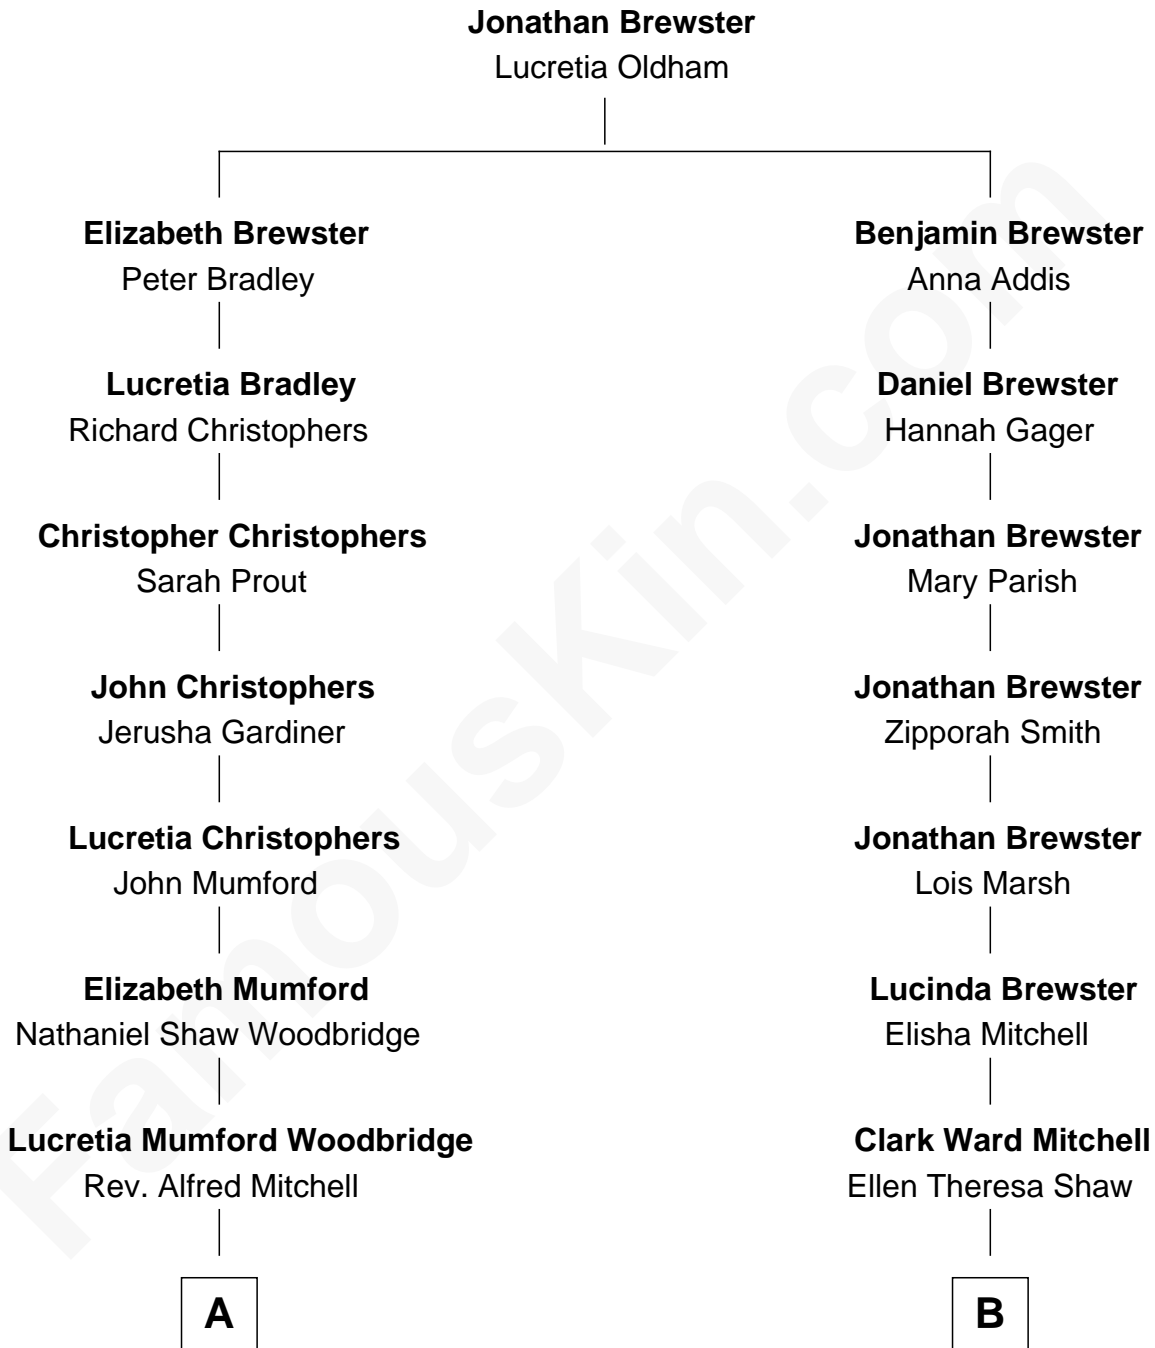 Jonathan Brewster
Lucretia Oldham
Elizabeth Brewster
Peter Bradley
Benjamin Brewster
Anna Addis
Lucretia Bradley
Richard Christophers
Daniel Brewster
Hannah Gager
Christopher Christophers
Sarah Prout
Jonathan Brewster
Mary Parish
John Christophers
Jerusha Gardiner
Jonathan Brewster
Zipporah Smith
Lucretia Christophers
John Mumford
Jonathan Brewster
Lois Marsh
Elizabeth Mumford
Nathaniel Shaw Woodbridge
Lucinda Brewster
Elisha Mitchell
Lucretia Mumford Woodbridge
Rev. Alfred Mitchell
Clark Ward Mitchell
Ellen Theresa Shaw
A
B
FamousKin.com